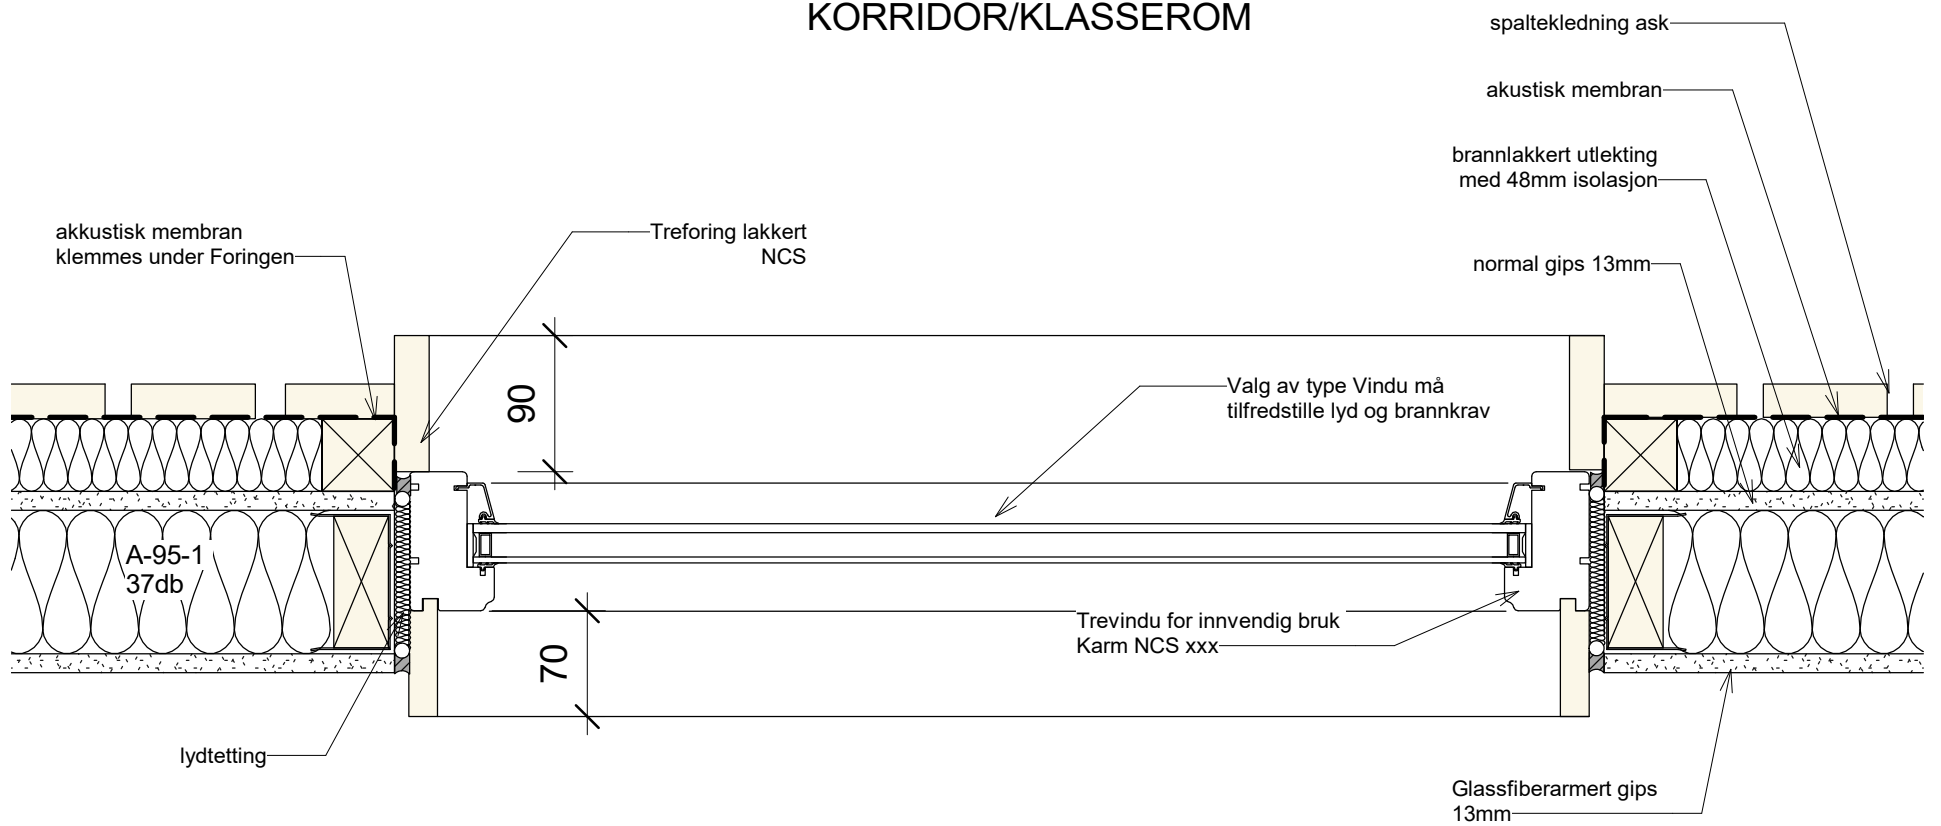 KORRIDOR/KLASSEROM
spaltekledning ask
akustisk membran
brannlakkert utlekting
med 48mm isolasjon
akkustisk membran
klemmes under Foringen
Treforing lakkert
NCS
normal gips 13mm
90
Valg av type Vindu må
tilfredstille lyd og brannkrav
A-95-1
37db
Trevindu for innvendig bruk
Karm NCS xxx
70
lydtetting
Glassfiberarmert gips
13mm